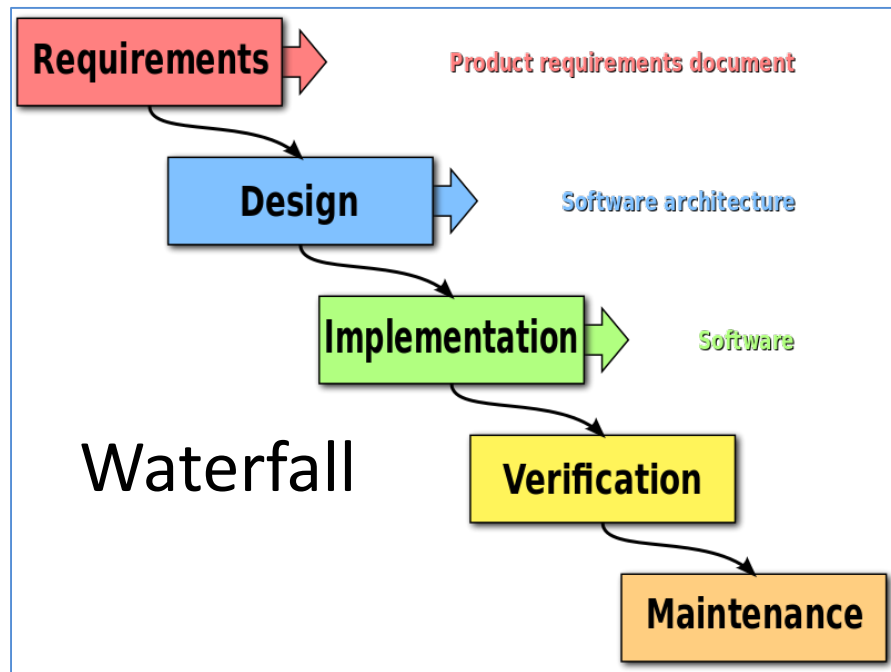 Requirements
Product requirements document
Design
Software architecture
Implementation
Software
Waterfall
Verification
Maintenance